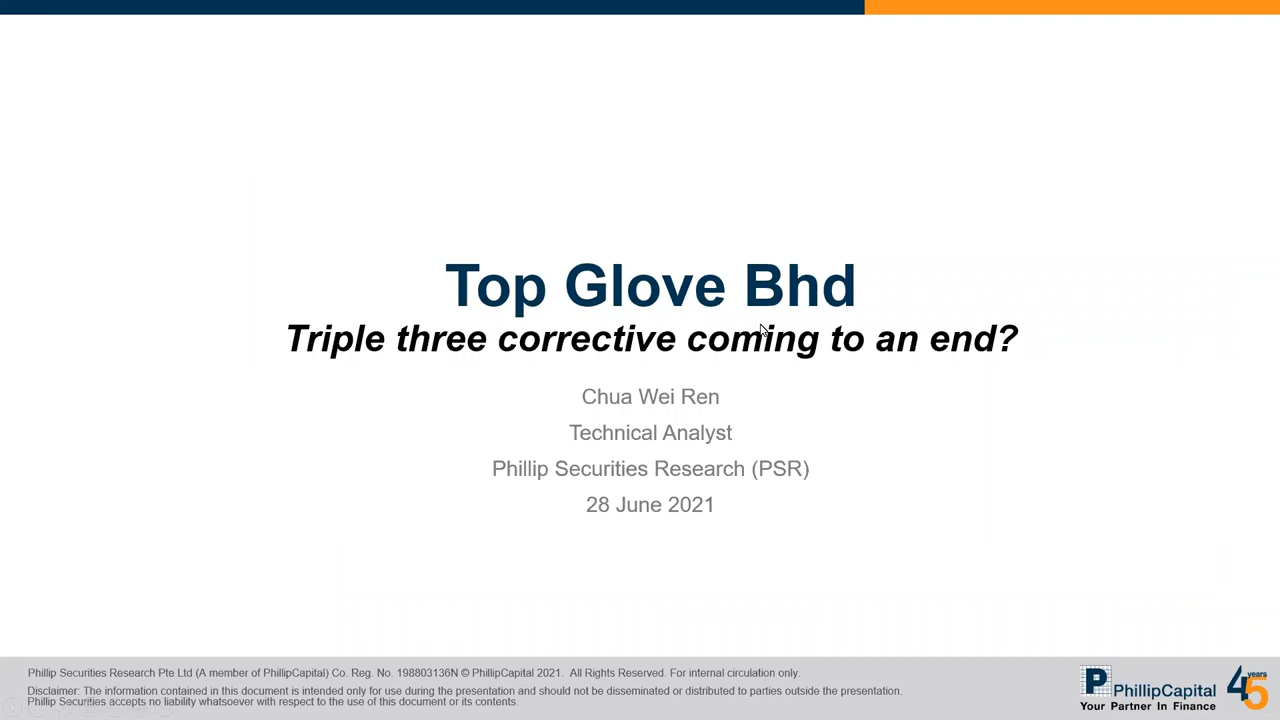 Top Glove Bhd
Triple three corrective coming to an end?
Chua Wei Ren
Technical Analyst
Phillip Securities Research (PSR)
28 June 2021
Phillip Securities Research Pte Ltd (A member of PhillipCapital) Co. Reg. No. 198803136N © PhillipCapital 2021. All Rights Reserved. For internal circulation only.
Disclaimer: The information contained in this document is intended only for use during the presentation and should not be disseminated or distributed to parties outside the presentation.
Phillip Securities accepts no liability whatsoever with respect to the use of this document or its contents.
P PhillipCapital
Your Partner In Finance
45 years